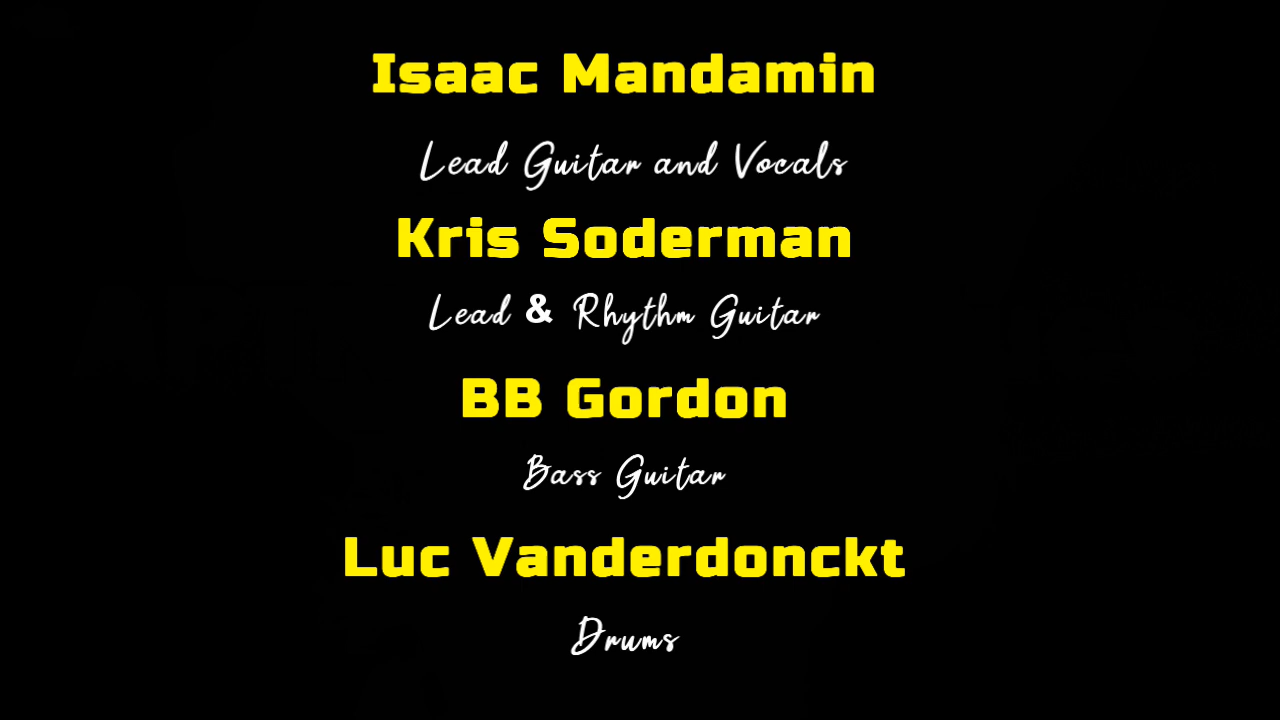 Isaac Mandamin
Lead Guitar and Vocals
Kris Soderman
Lead & Rhythm Guitar
BB Gordon
Bass Guitar
Luc Vanderdonckt
Drums